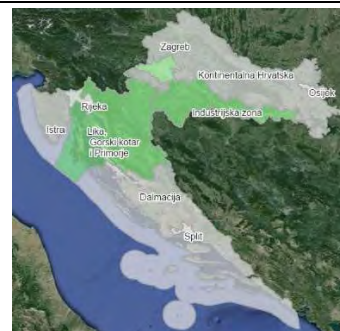 Zagreb
Kontinentalna Hrvatska
Osijek
Rijeka
Industrijska zona
Istra
Lika,
Gorski kotar
i Primorje
Dalmacija
Split